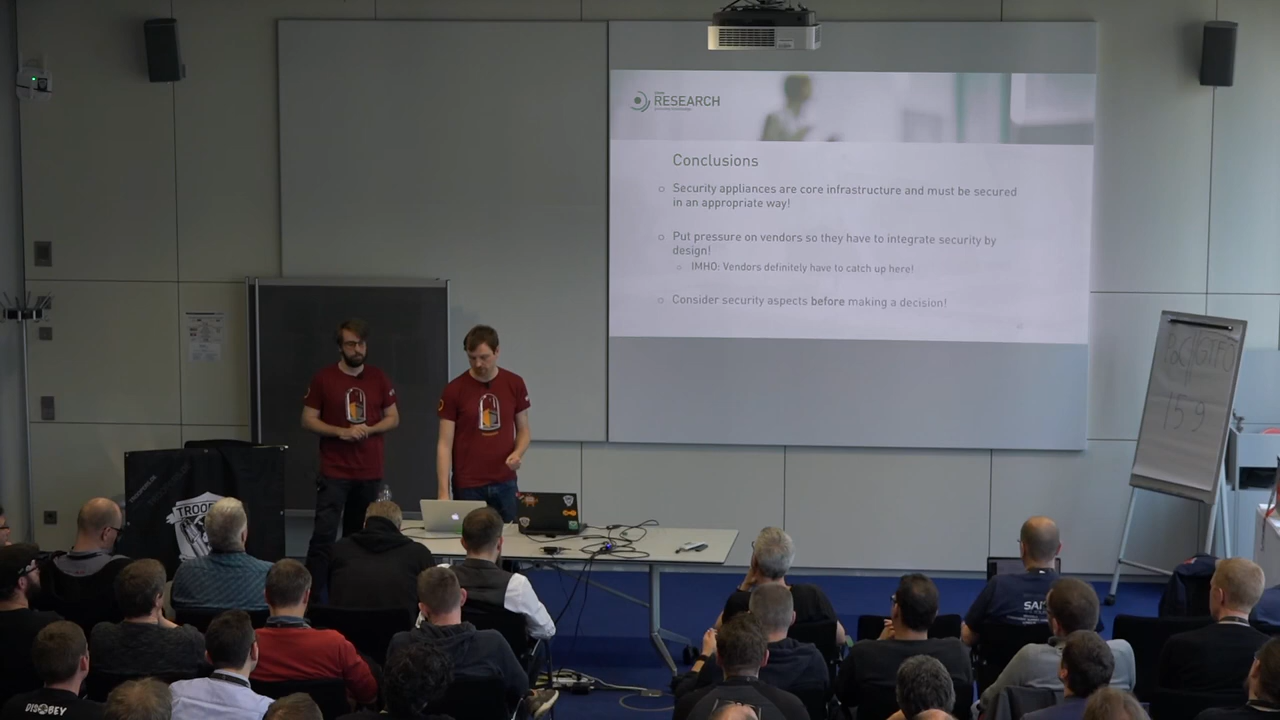 RESEARCH
Conclusions
Security appliances are core infrastructure and must be secured
in an appropriate way!
Put pressure on vendors so they have to integrate security by
design!
IMHO: Vendors definitely have to catch up here!
Consider security aspects before making a decision!
159
TROOP
SAI
DISOBEY